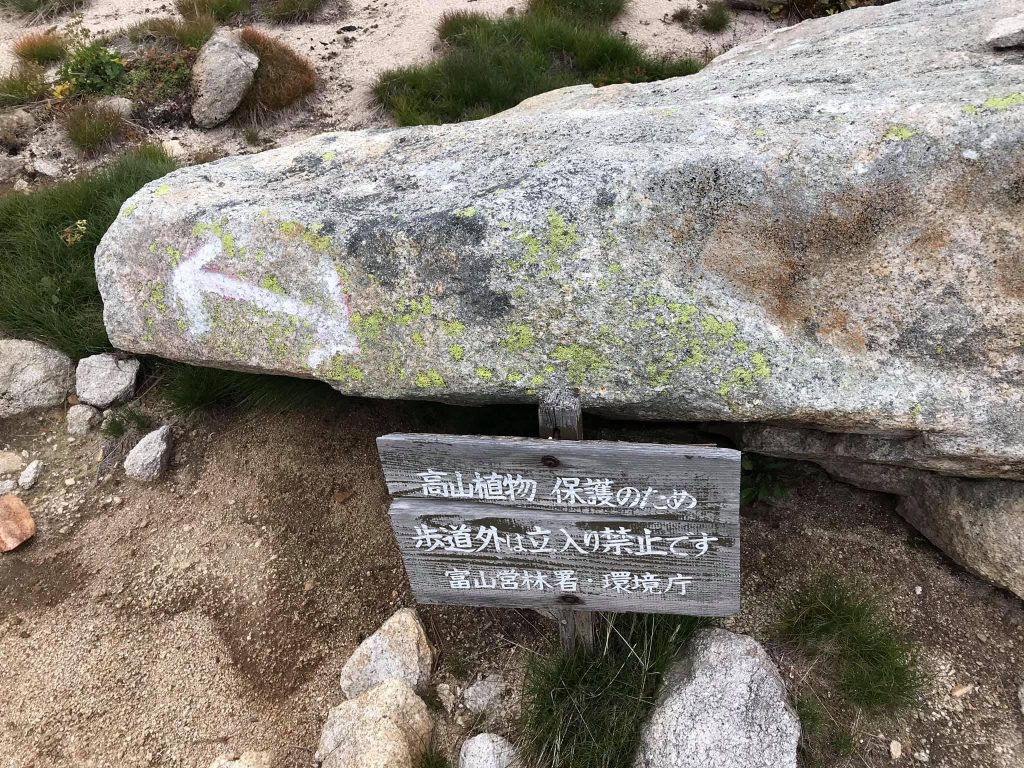 高山植物 保護のため
歩道外は立入り禁止です
富山営林署・環境庁